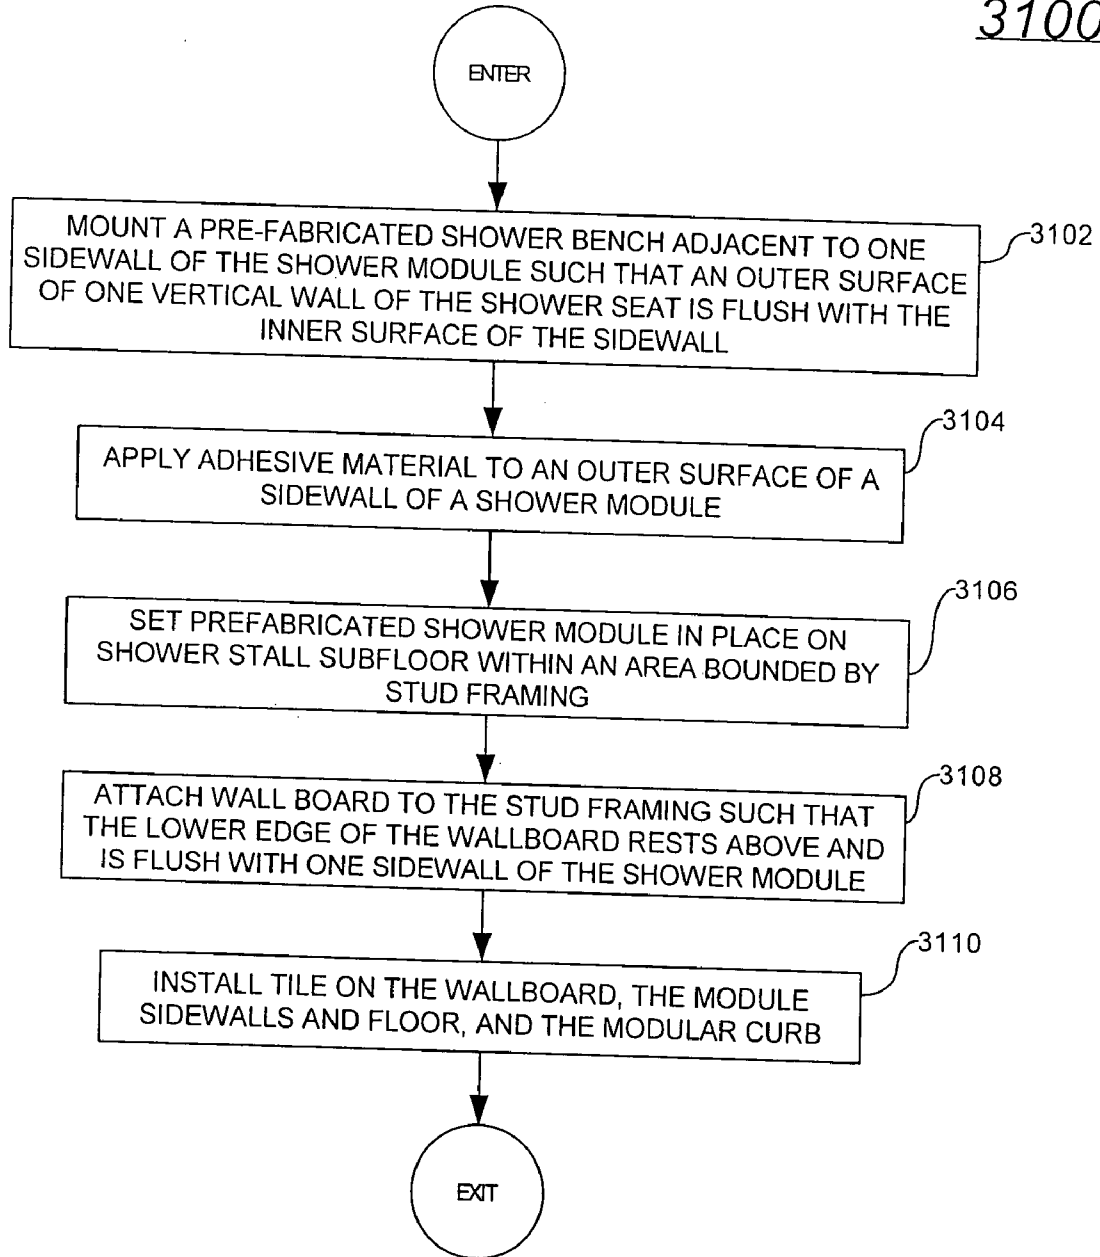 3100
ENTER
MOUNT A PRE-FABRICATED SHOWER BENCH ADJACENT TO ONE
SIDEWALL OF THE SHOWER MODULE SUCH THAT AN OUTER SURFACE
OF ONE VERTICAL WALL OF THE SHOWER SEAT IS FLUSH WITH THE
INNER SURFACE OF THE SIDEWALL
3102
APPLY ADHESIVE MATERIAL TO AN OUTER SURFACE OF A
SIDEWALL OF A SHOWER MODULE
3104
SET PREFABRICATED SHOWER MODULE IN PLACE ON
SHOWER STALL SUBFLOOR WITHIN AN AREA BOUNDED BY
STUD FRAMING
3106
ATTACH WALL BOARD TO THE STUD FRAMING SUCH THAT
THE LOWER EDGE OF THE WALLBOARD RESTS ABOVE AND
IS FLUSH WITH ONE SIDEWALL OF THE SHOWER MODULE
3108
INSTALL TILE ON THE WALLBOARD, THE MODULE
SIDEWALLS AND FLOOR, AND THE MODULAR CURB
3110
EXIT